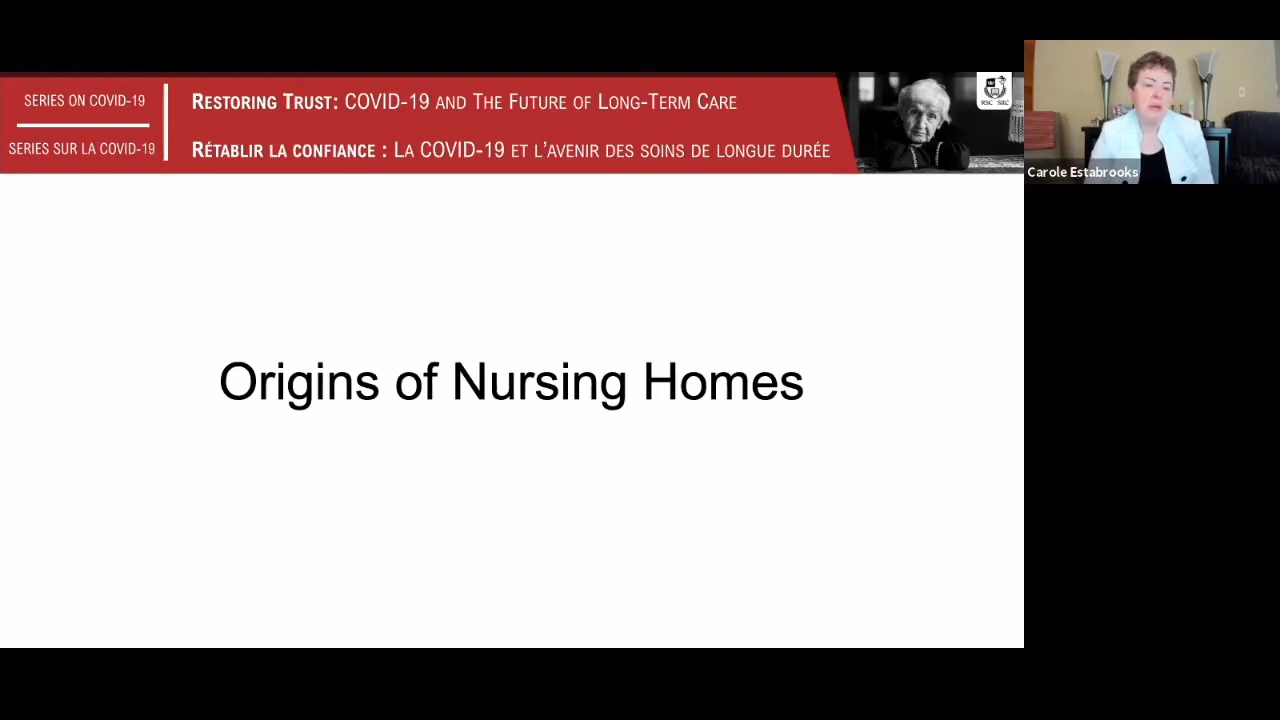 SERIES ON COVID-19
SERIES SUR LA COVID-19
RESTORING TRUST: COVID-19 AND THE FUTURE OF LONG-TERM CARE
RÉTABLIR LA CONFIANCE : LA COVID-19 ET L'AVENIR DES SOINS DE LONGUE DURÉE
RSC SRC
Carole Estabrooks
Origins of Nursing Homes